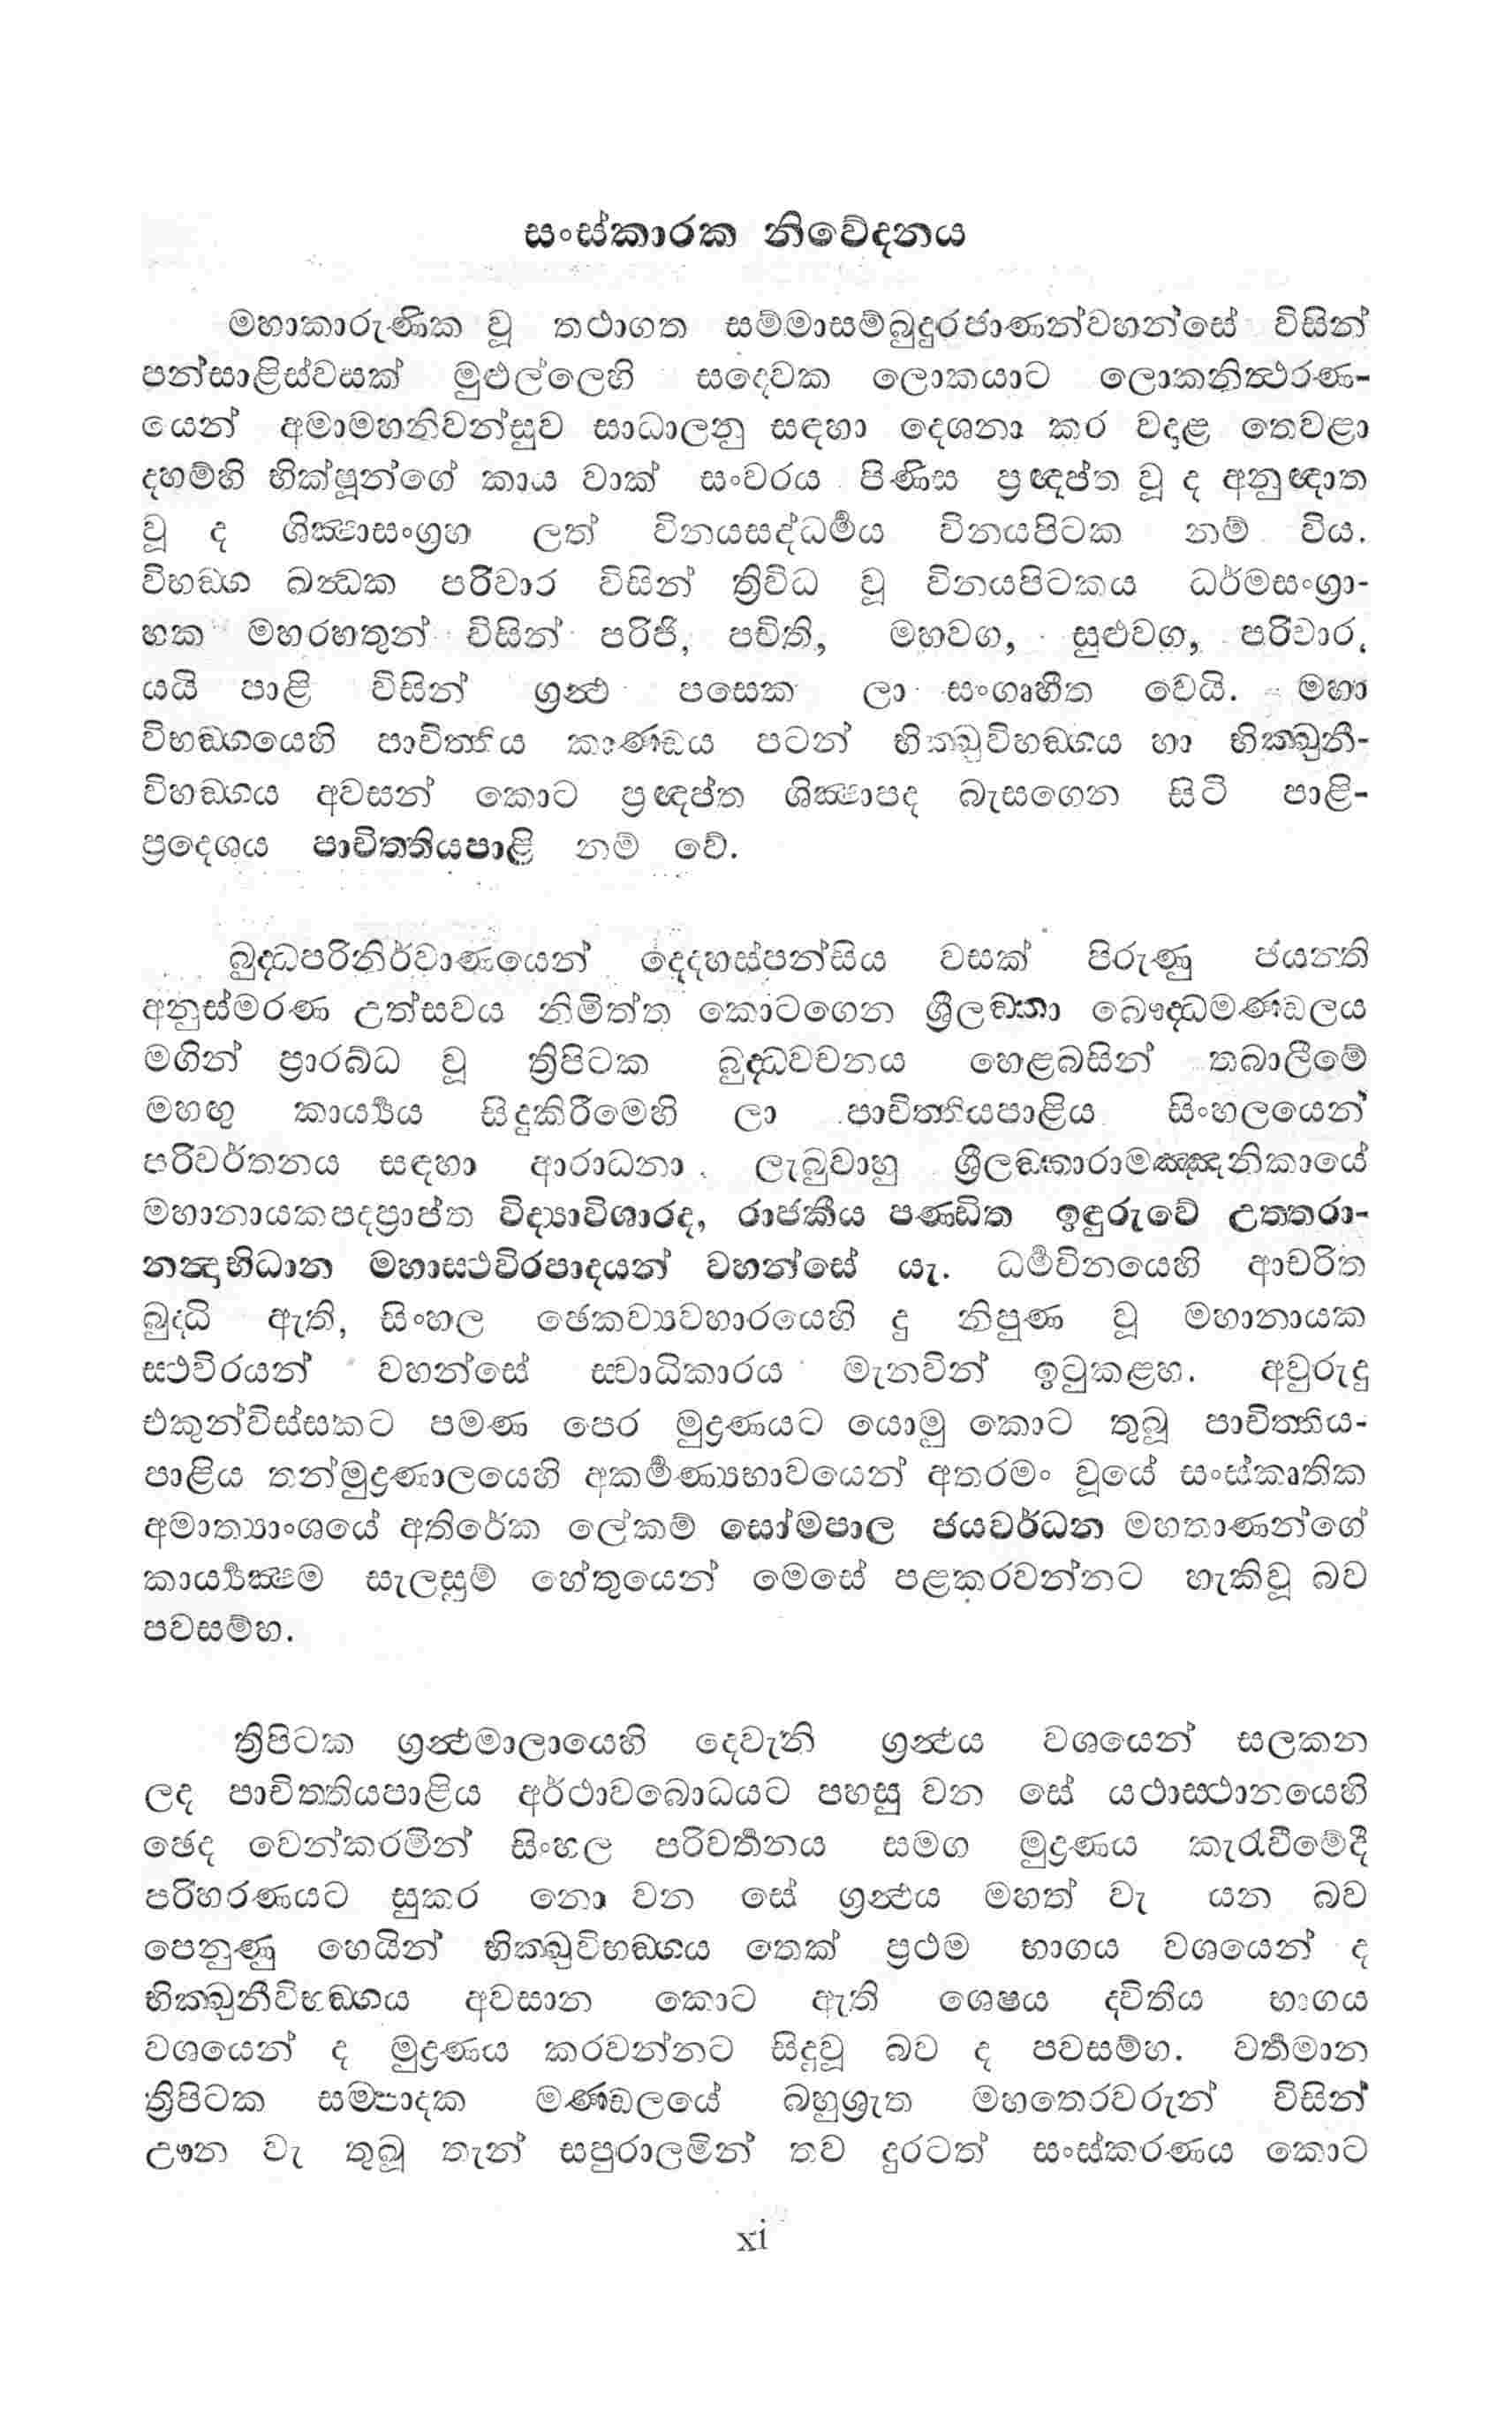 සංස්කාරක නිවේදනය
මහාකාරුණික වූ තථාගත සම්මාසම්බුදුරජාණන්වහන්සේ විසින්
පන්සාළිස්වසක් මුළුල්ලෙහි සදෙවක ලොකයාට ලොකනිත්‍ථරණ-
යෙන් අමාමහනිවන්සුව සාධාලනු සඳහා දෙශනා කර වදාළ තෙවළා
දහම්හි භික්ෂූන්ගේ කාය වාක් සංවරය පිණිස ප්‍රඥප්ත වූ ද අනුඥාත
වූ ද ශික්‍ෂාසංග්‍රහ ලත් විනයසද්ධර්‍මය විනයපිටක නම් විය.
විභඞ්ග ඛන්‍ධක පරිවාර විසින් ත්‍රිවිධ වූ විනයපිටකය ධර්මසංග්‍රා-
හක මහරහතුන් විසින් පරිජි, පචිති, මහවග, සුළුවග, පරිවාර,
යයි පාළි විසින් ග්‍රන්‍ථ පසෙක ලා සංගෘහීත වෙයි. මහා
විභඞ්ගයෙහි පාචිත්තිය කාණ්ඩය පටන් භික්ඛුවිභඞ්ගය හා භික්ඛුනී-
විභඞ්ගය අවසන් කොට ප්‍රඥප්ත ශික්‍ෂාපද බැසගෙන සිටි පාළි-
ප්‍රදෙශය පාචිත්තියපාළි නම් වේ.
බුද්ධපරිනිර්වාණයෙන් දෙදහස්පන්සිය වසක් පිරුණු ජයන්ති
අනුස්මරණ උත්සවය නිමිත්ත කොටගෙන ශ්‍රීලඞ්කා බෞද්ධමණ්ඩලය
මගින් ප්‍රාරබ්ධ වූ ත්‍රිපිටක බුද්ධවචනය හෙළබසින් තබාලීමේ
මහඟු කාර්‍ය්‍යය සිදුකිරීමෙහි ලා පාචිත්තියපාළිය සිංහලයෙන්
පරිවර්තනය සඳහා ආරාධනා ලැබුවාහු ශ්‍රීලඞ්කාරාමඤ්ඤනිකායේ
මහානායකපදප්‍රාප්ත විද්‍යාවිශාරද, රාජකීය පණ්ඩිත ඉඳුරුවේ උත්තරා-
නන්‍දාභිධාන මහාස්ථවිරපාදයන් වහන්සේ යැ. ධර්‍මවිනයෙහි ආචරිත
බුද්ධි ඇති, සිංහල ඡෙකව්‍යවහාරයෙහි දු නිපුණ වූ මහානායක
ස්ථවිරයන් වහන්සේ ස්වාධිකාරය මැනවින් ඉටුකළහ. අවුරුදු
එකුන්විස්සකට පමණ පෙර මුද්‍රණයට යොමු කොට තුබූ පාචිත්තිය-
පාළිය තන්මුද්‍රණාලයෙහි අකර්‍මණ්‍යභාවයෙන් අතරමං වූයේ සංස්කෘතික
අමාත්‍යාංශයේ අතිරේක ලේකම් සෝමපාල ජයවර්ධන මහතාණන්ගේ
කාර්‍ය්‍යක්‍ෂම සැලසුම් හේතුයෙන් මෙසේ පළකරවන්නට හැකිවූ බව
පවසම්හ.
ත්‍රිපිටක ග්‍රන්‍ථමාලායෙහි දෙවැනි ග්‍රන්‍ථය වශයෙන් සලකන
ලද පාචිත්තියපාළිය අර්ථාවබොධයට පහසු වන සේ යථාස්ථානයෙහි
ඡෙද වෙන්කරමින් සිංහල පරිවර්‍තනය සමග මුද්‍රණය කැරැවීමේදී
පරිහරණයට සුකර නො වන සේ ග්‍රන්‍ථය මහත් වැ යන බව
පෙනුණු හෙයින් භික්ඛුවිභඞ්ගය තෙක් ප්‍රථම භාගය වශයෙන් ද
භික්ඛුනීවිභඞ්ගය අවසාන කොට ඇති ශෙෂය ද්විතීය භාගය
වශයෙන් ද මුද්‍රණය කරවන්නට සිදුවූ බව ද පවසම්හ. වර්‍තමාන
ත්‍රිපිටක සම්පාදක මණ්ඩලයේ බහුශ්‍රැත මහතෙරවරුන් විසින්
ඌන වැ තුබූ තැන් සපුරාලමින් තව දුරටත් සංස්කරණය කොට
xi